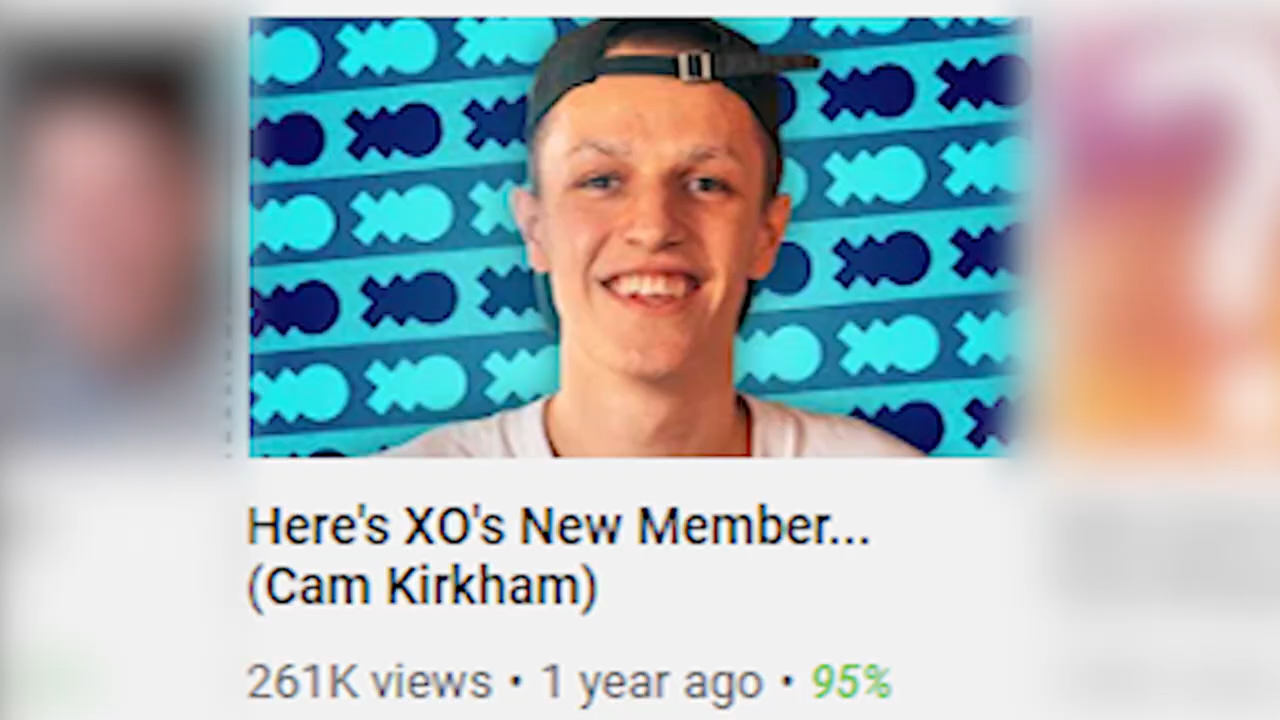 Here's XO's New Member...
(Cam Kirkham)
261K views • 1 year ago • 95%